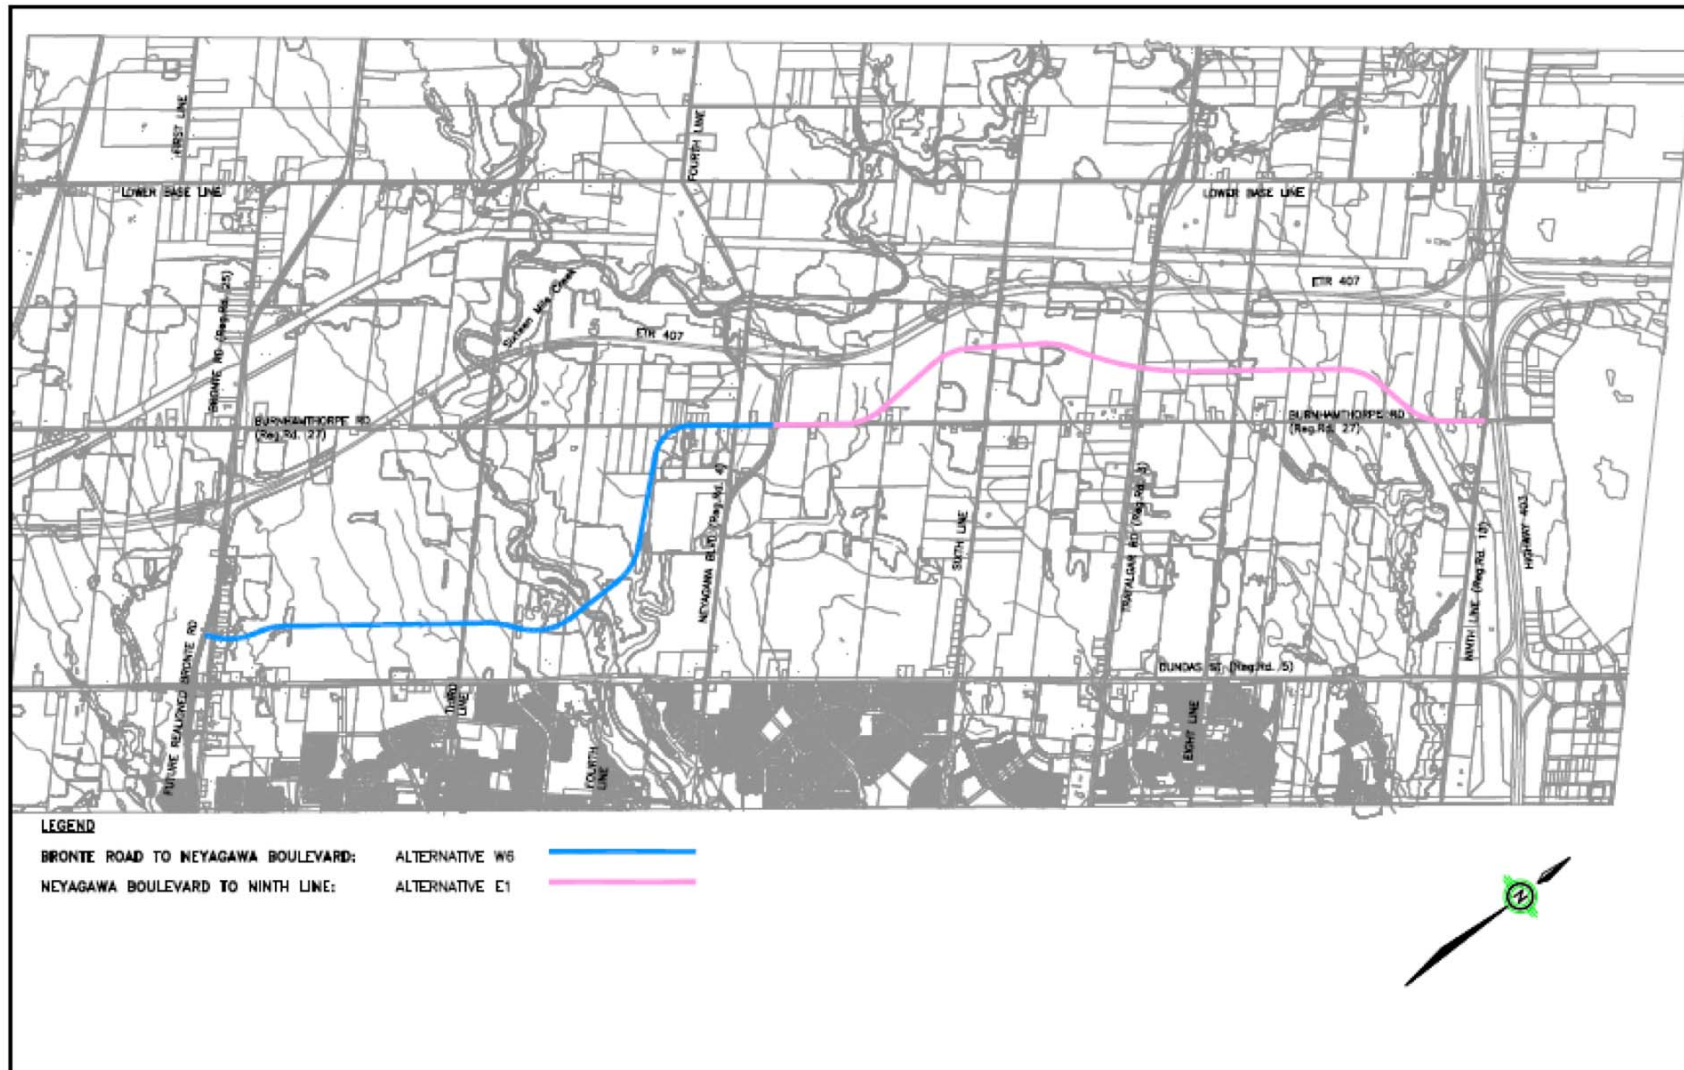 FIRST LINE
FOURTH LINE
LOWER BASE LINE
LOWER BASE LINE
BRONTE RD (Reg.Rd. 25)
Sixteen Mile Creek
ETR 407
ETR 407
BURNHAMTHORPE RD
(Reg.Rd. 27)
BURNHAMTHORPE RD
(Reg.Rd. 27)
NEYAGAWA BLVD (Reg.Rd. 4)
SIXTH LINE
TRAFALGAR RD (Reg.Rd. 3)
NINTH LINE (Reg.Rd. 13)
HIGHWAY 403
FUTURE REALIGNED BRONTE RD
DUNDAS ST (Reg.Rd. 5)
THIRD
LINE
FOURTH
LINE
EIGHT LINE
LEGEND
BRONTE ROAD TO NEYAGAWA BOULEVARD: ALTERNATIVE W6
NEYAGAWA BOULEVARD TO NINTH LINE: ALTERNATIVE E1
N